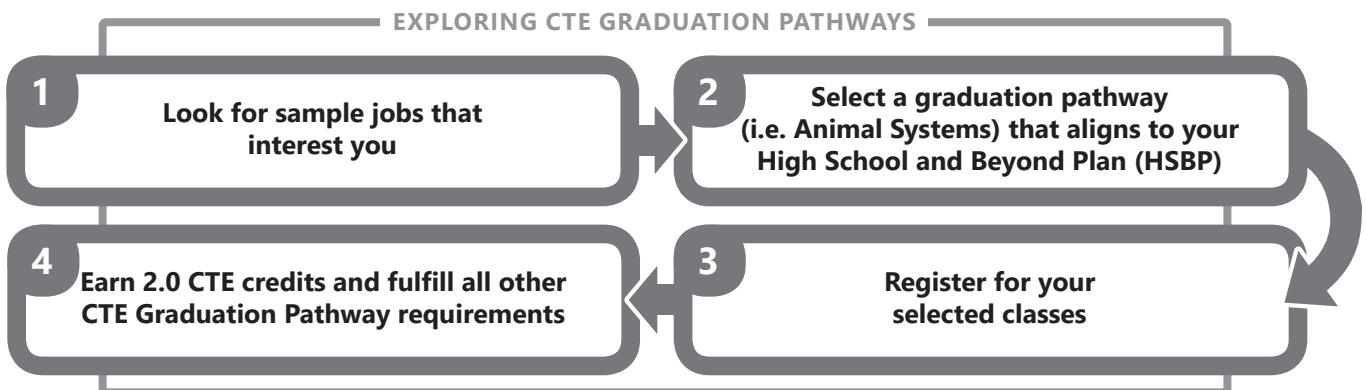 EXPLORING CTE GRADUATION PATHWAYS
1
Look for sample jobs that
interest you
2
Select a graduation pathway
(i.e. Animal Systems) that aligns to your
High School and Beyond Plan (HSBP)
3
Register for your
selected classes
4
Earn 2.0 CTE credits and fulfill all other
CTE Graduation Pathway requirements